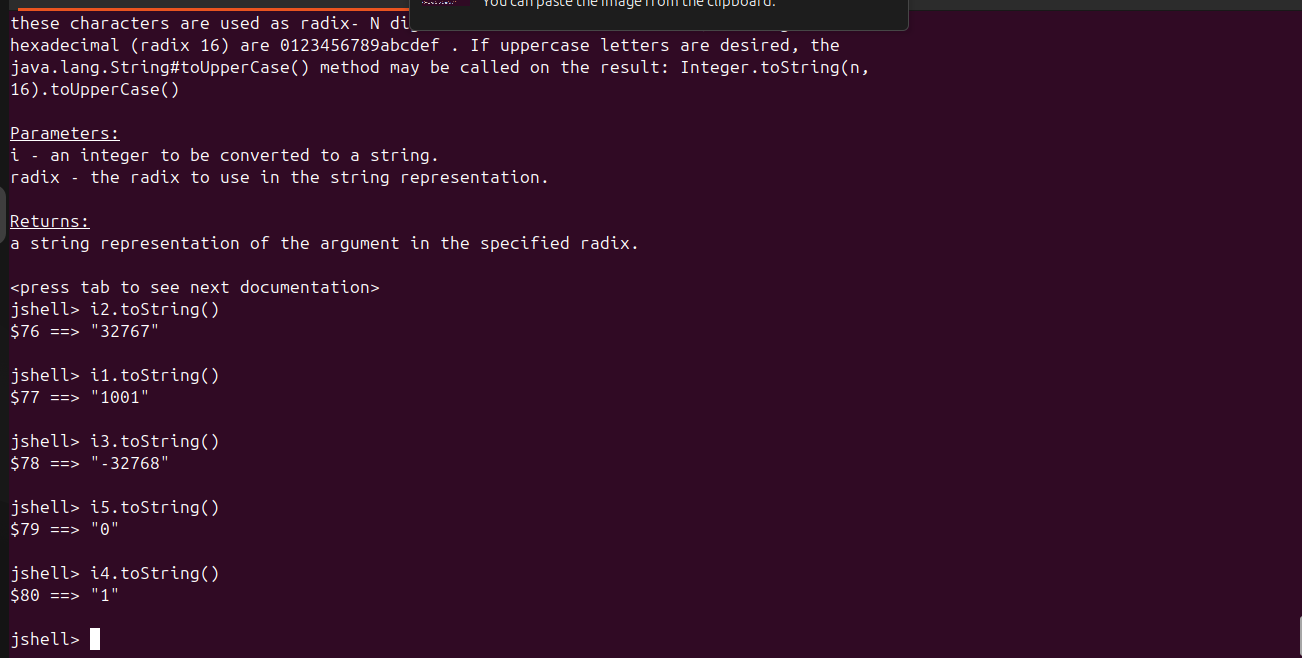 You can paste the image from the clipboard.
these characters are used as radix- N
hexadecimal (radix 16) are 0123456789abcdef . If uppercase letters are desired, the
java.lang.String#toUpperCase() method may be called on the result: Integer.toString(n,
16).toUpperCase()
Parameters:
i - an integer to be converted to a string.
radix - the radix to use in the string representation.
Returns:
a string representation of the argument in the specified radix.
<press tab to see next documentation>
jshell> i2.toString()
$76 ==> "32767"
jshell> i1.toString()
$77 ==> "1001"
jshell> i3.toString()
$78 ==> "-32768"
jshell> i5.toString()
$79 ==> "0"
jshell> i4.toString()
$80 ==> "1"
jshell>